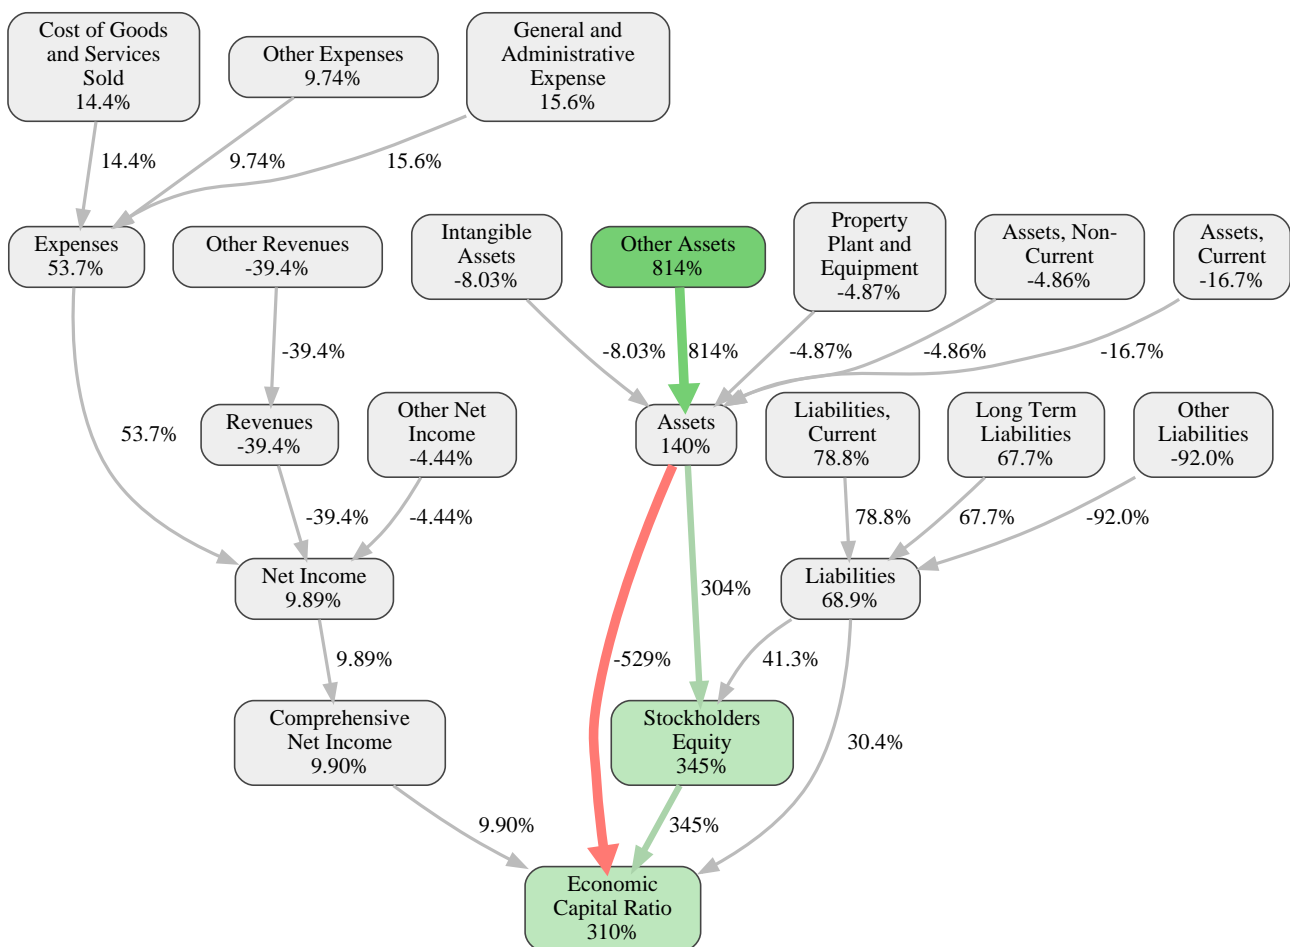 Cost of Goods
and Services
Sold
14.4%
Other Expenses
9.74%
General and
Administrative
Expense
15.6%
14.4%
9.74%
15.6%
Expenses
53.7%
Other Revenues
-39.4%
Intangible
Assets
-8.03%
Other Assets
814%
Property
Plant and
Equipment
-4.87%
Assets, Non-
Current
-4.86%
Assets,
Current
-16.7%
-39.4%
-8.03%
814%
-4.87%
-4.86%
-16.7%
53.7%
Revenues
-39.4%
Other Net
Income
-4.44%
Assets
140%
Liabilities,
Current
78.8%
Long Term
Liabilities
67.7%
Other
Liabilities
-92.0%
-39.4%
-4.44%
78.8%
67.7%
-92.0%
Net Income
9.89%
304%
Liabilities
68.9%
9.89%
-529%
41.3%
Comprehensive
Net Income
9.90%
Stockholders
Equity
345%
30.4%
9.90%
345%
Economic
Capital Ratio
310%